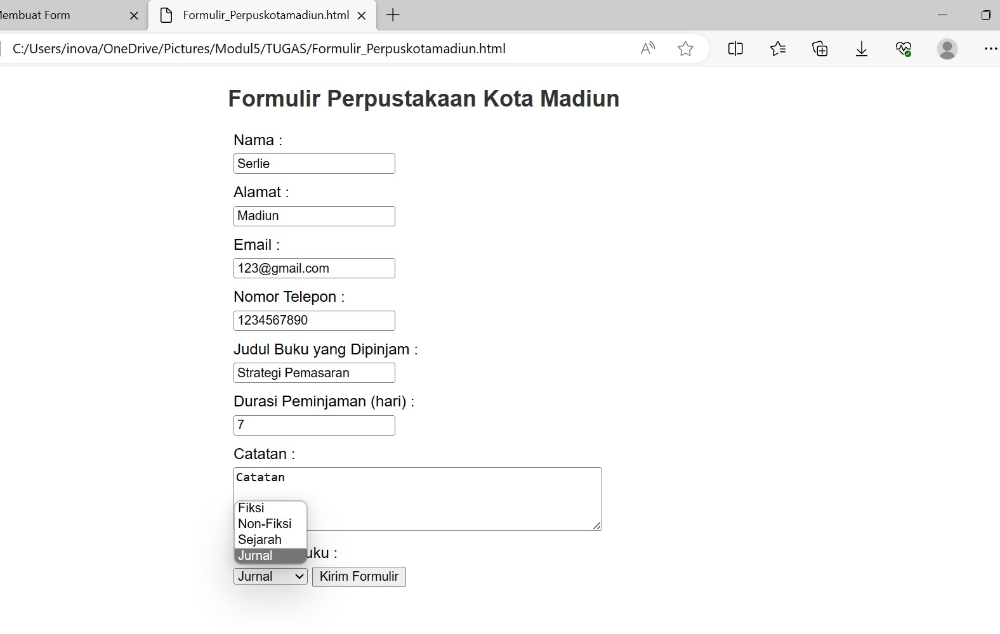 Membuat Form
Formulir_Perpuskotamadiun.html
C:/Users/inova/OneDrive/Pictures/Modul5/TUGAS/Formulir_Perpuskotamadiun.html
Formulir Perpustakaan Kota Madiun
Nama :
Serlie
Alamat :
Madiun
Email :
123@gmail.com
Nomor Telepon :
1234567890
Judul Buku yang Dipinjam :
Strategi Pemasaran
Durasi Peminjaman (hari) :
7
Catatan :
Catatan
Fiksi
Non-Fiksi
Sejarah
Jurnal
uku :
Jurnal
Kirim Formulir